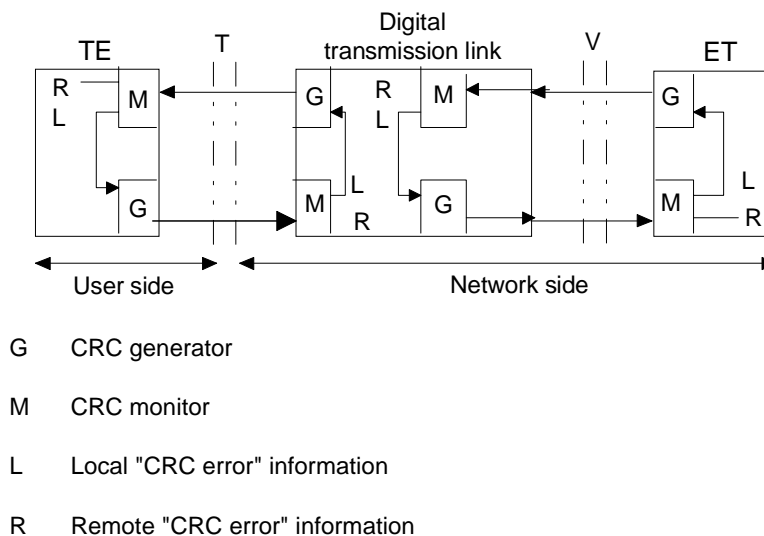 Digital
transmission link
TE
T
V
ET
R
L
M
G
G
R
L
M
G
M
L
R
G
G
M
L
R
User side
Network side
G CRC generator
M CRC monitor
L Local "CRC error" information
R Remote "CRC error" information